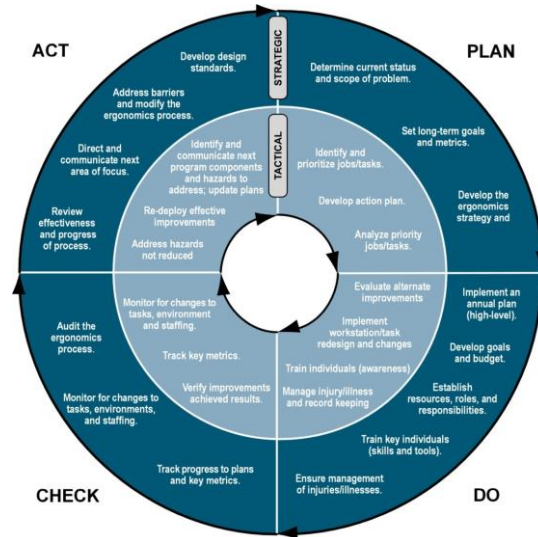 ACT
PLAN
STRATEGIC
TACTICAL
Develop design
standards.
Address barriers
and modify the
ergonomics process.
Direct and
communicate next
area of focus.
Review
effectiveness
and progress
of process.
Determine current status
and scope of problem.
Set long-term goals
and metrics.
Develop the
ergonomics
strategy and
Identify and
communicate next
program components
and hazards to
address; update plans
Re-deploy effective
improvements
Address hazards
not reduced
Identify and
prioritize jobs/tasks.
Develop action plan.
Analyze priority
jobs/tasks.
Monitor for changes to
tasks, environment
and staffing.
Track key metrics.
Verify improvements
achieved results.
Evaluate alternate
improvements
Implement
workstation/task
redesign and changes
Train individuals (awareness)
Manage injury/illness
and record keeping
Audit the
ergonomics
process.
Monitor for changes to
tasks, environments,
and staffing.
Track progress to plans
and key metrics.
Implement an
annual plan
(high-level).
Develop goals
and budget.
Establish
resources, roles, and
responsibilities.
Train key individuals
(skills and tools).
Ensure management
of injuries/illnesses.
CHECK
DO